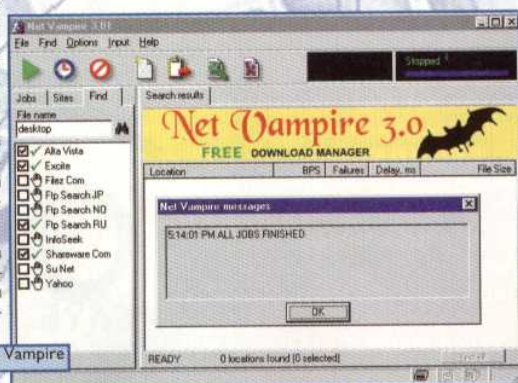 Net Vampire 3.01
File Find Options Input Help
Stopped
Jobs Sites Find
Search results
File name
desktop
Net Vampire 3.0
FREE DOWNLOAD MANAGER
Location BPS Failures Delay, ms File Size
Alta Vista
Excite
Filez Com
Ftp Search JP
Ftp Search NO
Ftp Search RU
InfoSeek
Shareware Com
Su Net
Yahoo
Net Vampire messages
5:14:01 PM ALL JOBS FINISHED
OK
Vampire
READY 0 locations found (0 selected)